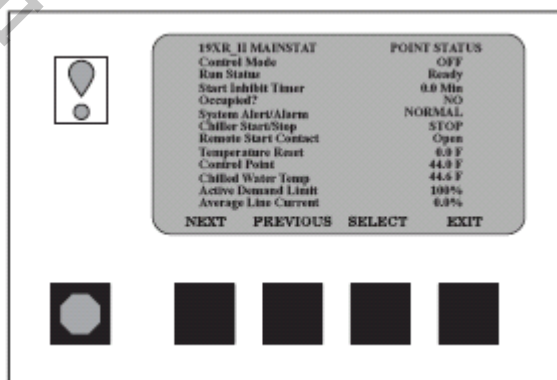 19XR_II MAINSTAT POINT STATUS
Control Mode OFF
Run Status Ready
Start Inhibit Timer 0.0 Min
Occupied? NO
System Alert/Alarm NORMAL
Chiller Start/Stop STOP
Remote Start Contact Open
Temperature Reset 0.0 F
Control Point 44.0 F
Chilled Water Temp 44.6 F
Active Demand Limit 100%
Average Line Current 0.0%
NEXT PREVIOUS SELECT EXIT